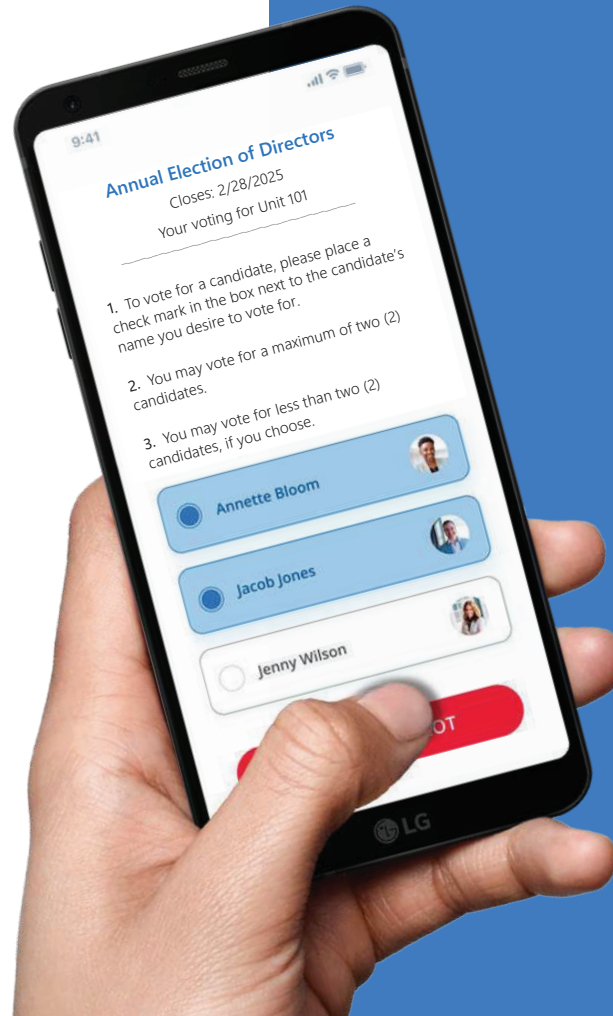 9:41
Annual Election of Directors
Closes: 2/28/2025
Your voting for Unit 101
1. To vote for a candidate, please place a
check mark in the box next to the candidate's
name you desire to vote for.
2. You may vote for a maximum of two (2)
candidates.
3. You may vote for less than two (2)
candidates, if you choose.
Annette Bloom
Jacob Jones
Jenny Wilson
OT
LG